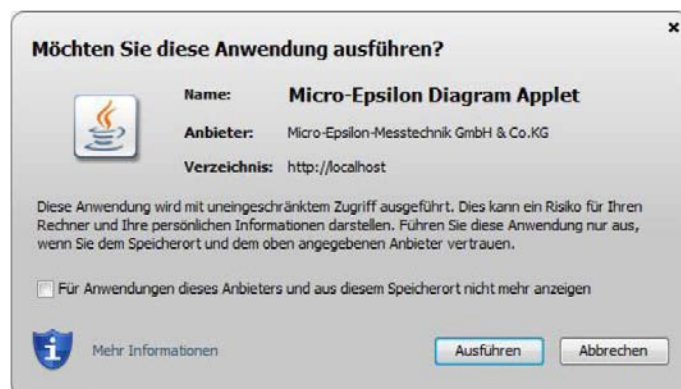 Möchten Sie diese Anwendung ausführen?
Name: Micro-Epsilon Diagram Applet
Anbieter: Micro-Epsilon-Messtechnik GmbH & Co.KG
Verzeichnis: http://localhost
Diese Anwendung wird mit uneingeschränktem Zugriff ausgeführt. Dies kann ein Risiko für Ihren
Rechner und Ihre persönlichen Informationen darstellen. Führen Sie diese Anwendung nur aus,
wenn Sie dem Speicherort und dem oben angegebenen Anbieter vertrauen.
Für Anwendungen dieses Anbieters und aus diesem Speicherort nicht mehr anzeigen
Mehr Informationen Ausführen Abbrechen